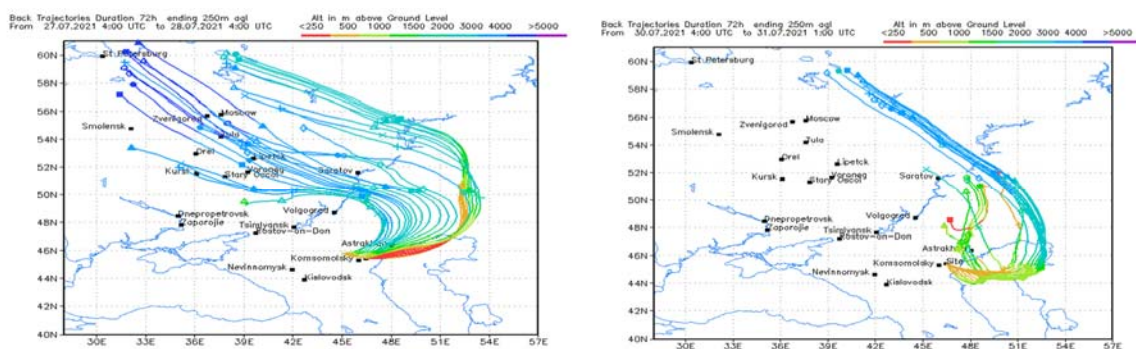 Back Trajectories Duration 72h ending 250m agl
From 27.07.2021 4:00 UTC to 28.07.2021 4:00 UTC
Alt in m above Ground Level
<250 500 1000 1500 2000 3000 4000 >5000
60N
58N
56N
54N
52N
50N
48N
46N
44N
42N
40N
St.Petersburg
Moscow
Zvenigorod
Smolensk
Tula
Orel
Lipetck
Kursk
Voroneg
Stary Oscol
Saratov
Dnepropetrovsk
Zaporojie
Volgograd
Tsimlyansk
Rostov-on-Don
Astrakhan
Komsomolsky
Nevinnomysk
Kislovodsk
30E 33E 36E 39E 42E 45E 48E 51E 54E 57E
Back Trajectories Duration 72h ending 250m agl
From 30.07.2021 4:00 UTC to 31.07.2021 1:00 UTC
Alt in m above Ground Level
<250 500 1000 1500 2000 3000 4000 >5000
60N
58N
56N
54N
52N
50N
48N
46N
44N
42N
40N
St.Petersburg
Moscow
Zvenigorod
Smolensk
Tula
Orel
Lipetck
Kursk
Voroneg
Stary Oscol
Saratov
Dnepropetrovsk
Zaporojie
Volgograd
Tsimlyansk
Rostov-on-Don
Astrakhan
Komsomolsky
Site
Nevinnomysk
Kislovodsk
30E 33E 36E 39E 42E 45E 48E 51E 54E